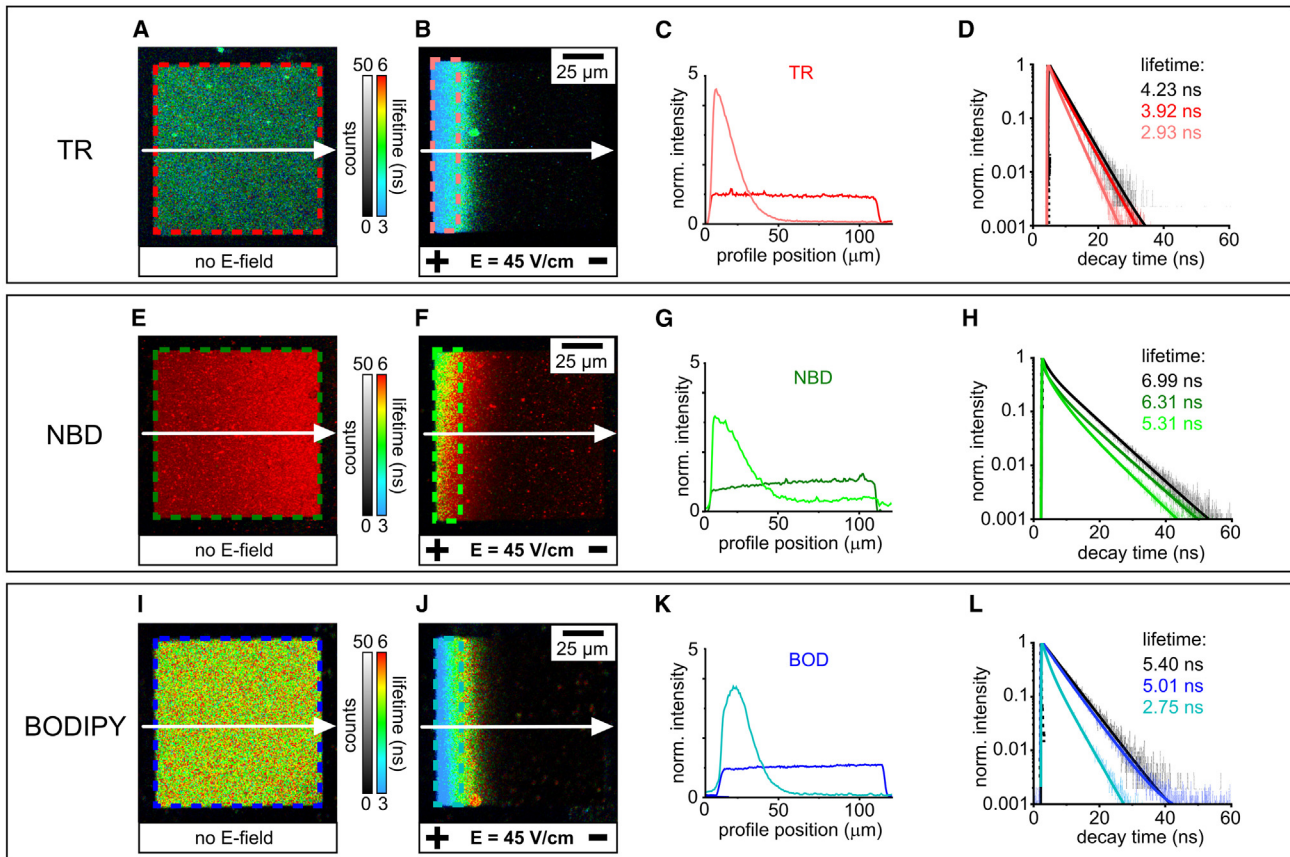 A
B
C
D
TR
50
6
counts
lifetime (ns)
0
3
no E-field
25 µm
+ E = 45 V/cm −
TR
norm. intensity
5
0
0
50
100
profile position (µm)
norm. intensity
1
0.1
0.01
0.001
0
20
40
60
decay time (ns)
lifetime:
4.23 ns
3.92 ns
2.93 ns
E
F
G
H
NBD
50
6
counts
lifetime (ns)
0
3
no E-field
25 µm
+ E = 45 V/cm −
NBD
norm. intensity
5
0
0
50
100
profile position (µm)
norm. intensity
1
0.1
0.01
0.001
0
20
40
60
decay time (ns)
lifetime:
6.99 ns
6.31 ns
5.31 ns
I
J
K
L
BODIPY
50
6
counts
lifetime (ns)
0
3
no E-field
25 µm
+ E = 45 V/cm −
BOD
norm. intensity
5
0
0
50
100
profile position (µm)
norm. intensity
1
0.1
0.01
0.001
0
20
40
60
decay time (ns)
lifetime:
5.40 ns
5.01 ns
2.75 ns